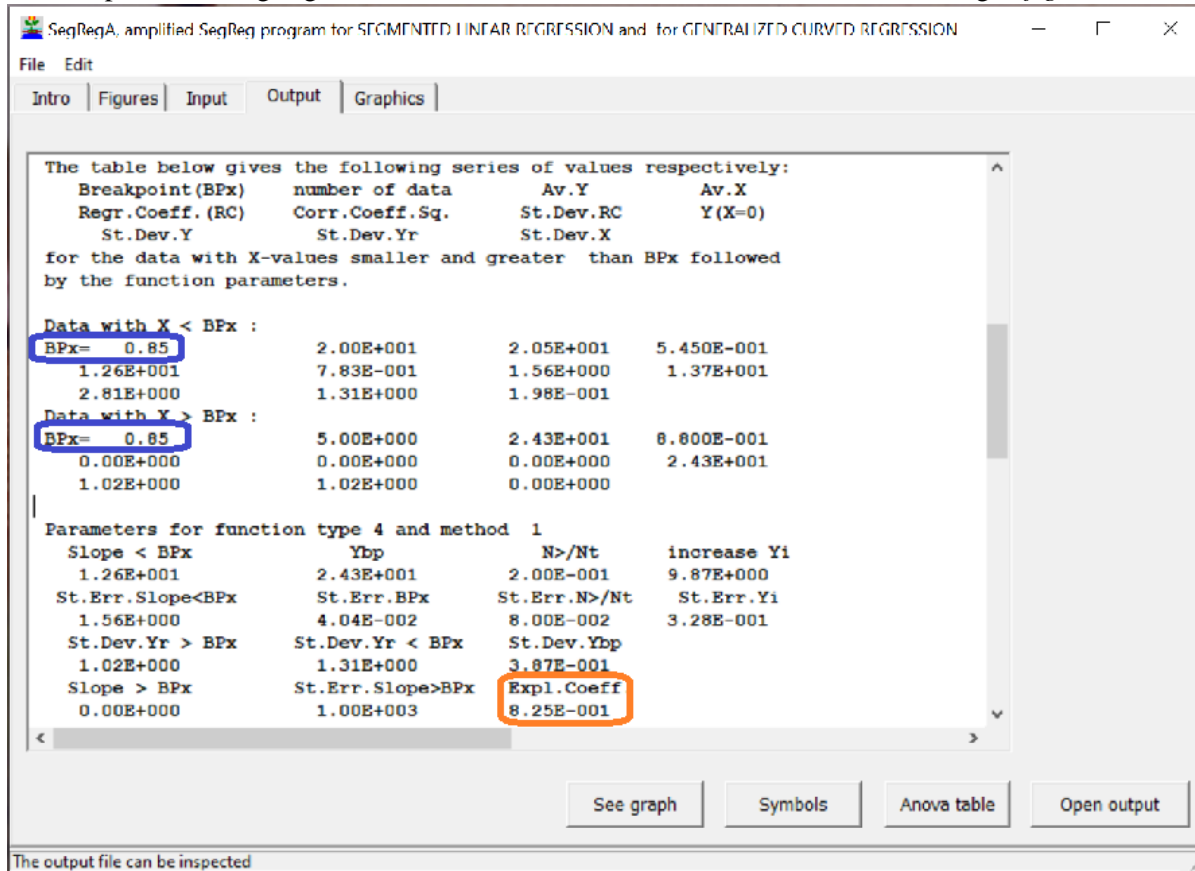 SegRegA, amplified SegReg program for SEGMENTED LINEAR REGRESSION and for GENERALIZED CURVED REGRESSION
File Edit
Intro Figures Input Output Graphics
The table below gives the following series of values respectively:
Breakpoint(BPx) number of data Av.Y Av.X
Regr.Coeff.(RC) Corr.Coeff.Sq. St.Dev.RC Y(X=0)
St.Dev.Y St.Dev.Yr St.Dev.X
for the data with X-values smaller and greater than BPx followed
by the function parameters.
Data with X < BPx :
BPx= 0.85 2.00E+001 2.05E+001 5.450E-001
1.26E+001 7.83E-001 1.56E+000 1.37E+001
2.81E+000 1.31E+000 1.98E-001
Data with X > BPx :
BPx= 0.85 5.00E+000 2.43E+001 8.800E-001
0.00E+000 0.00E+000 0.00E+000 2.43E+001
1.02E+000 1.02E+000 0.00E+000
Parameters for function type 4 and method 1
Slope < BPx Ybp N>/Nt increase Yi
1.26E+001 2.43E+001 2.00E-001 9.87E+000
St.Err.Slope<BPx St.Err.BPx St.Err.N>/Nt St.Err.Yi
1.56E+000 4.04E-002 8.00E-002 3.28E-001
St.Dev.Yr > BPx St.Dev.Yr < BPx St.Dev.Ybp
1.02E+000 1.31E+000 3.87E-001
Slope > BPx St.Err.Slope>BPx Expl.Coeff
0.00E+000 1.00E+003 8.25E-001
See graph Symbols Anova table Open output
The output file can be inspected